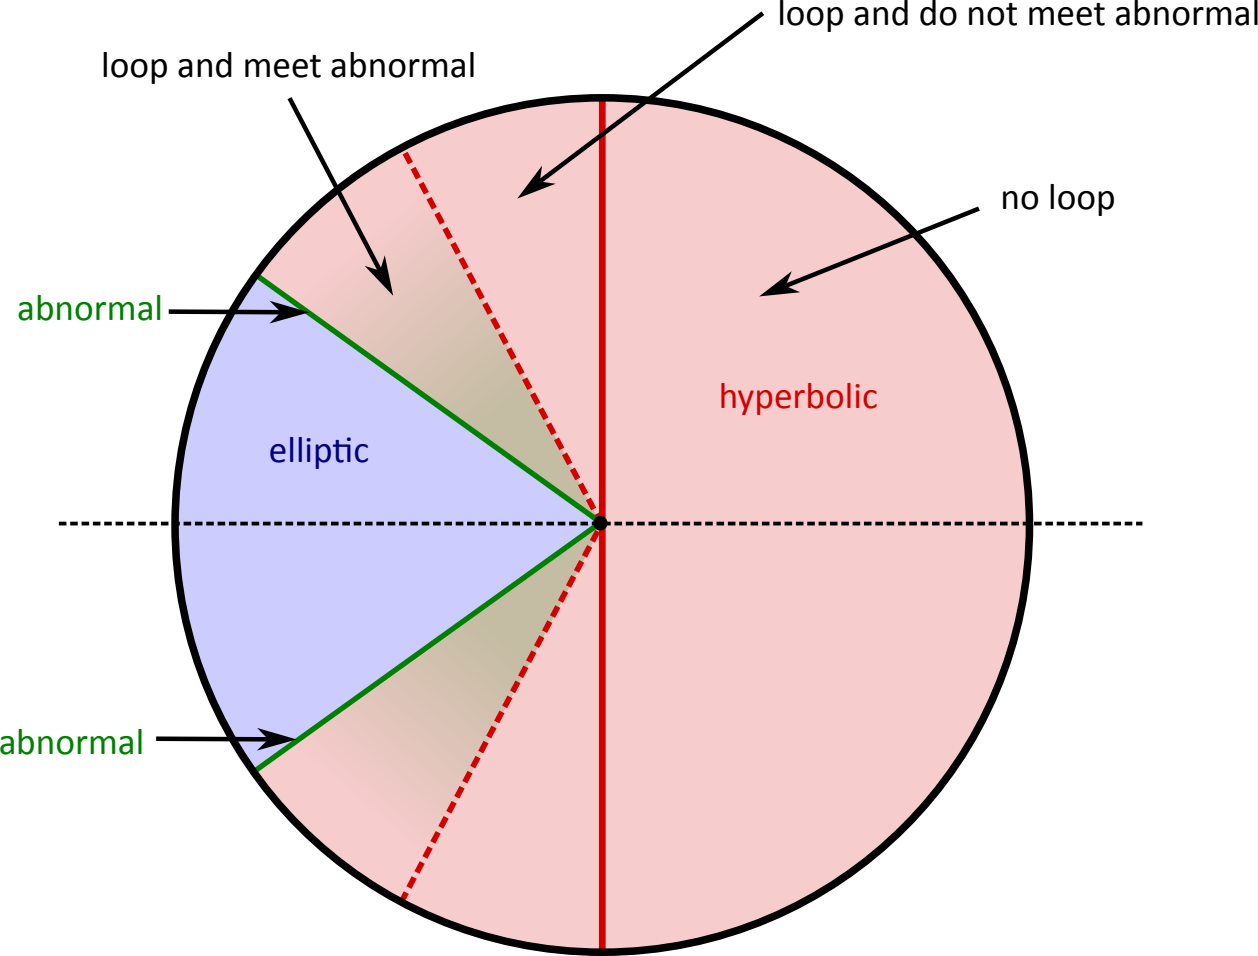 loop and do not meet abnormal
loop and meet abnormal
no loop
abnormal
hyperbolic
elliptic
abnormal